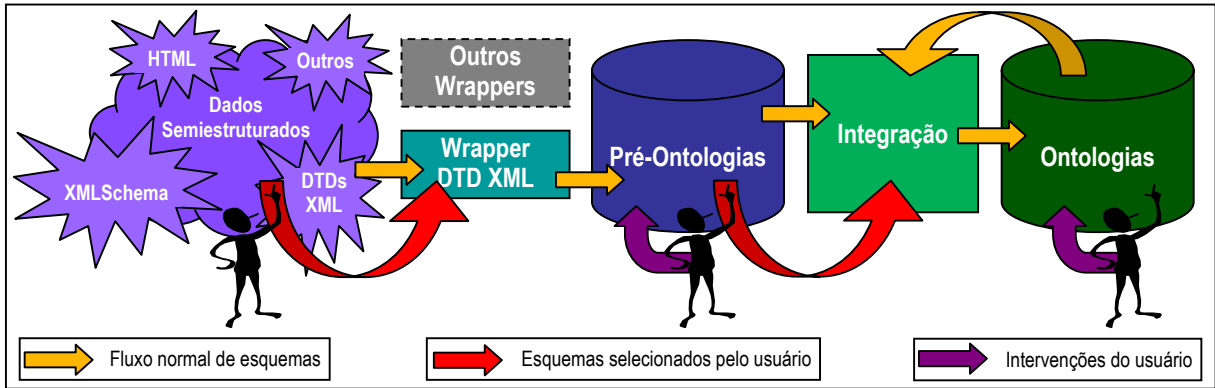 HTML
Outros
Dados
Semiestruturados
XMLSchema
DTDs
XML
Outros
Wrappers
Wrapper
DTD XML
Pré-Ontologias
Integração
Ontologias
Fluxo normal de esquemas
Esquemas selecionados pelo usuário
Intervenções do usuário